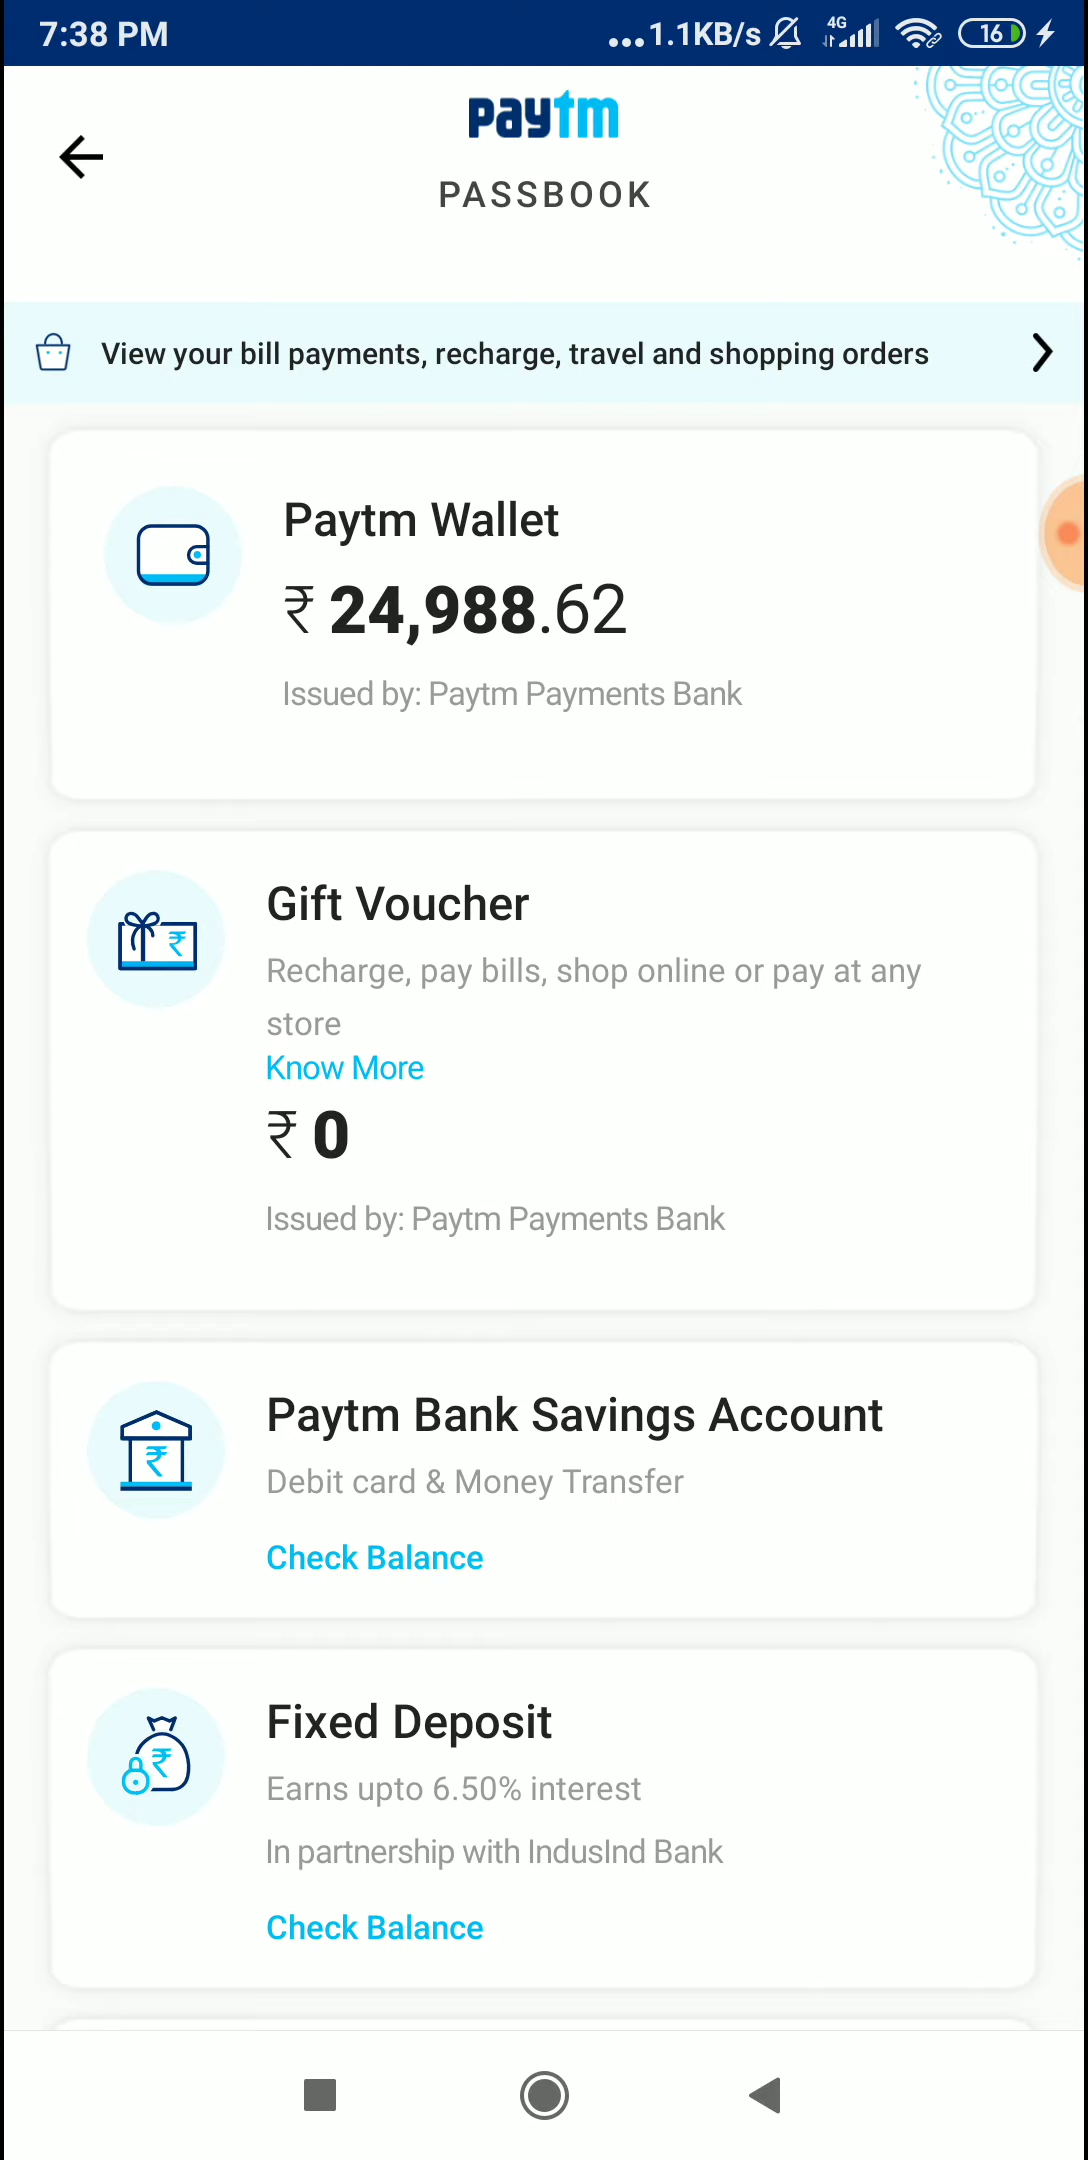 7:38 PM
...1.1KB/s 4G 16
paytm
PASSBOOK
View your bill payments, recharge, travel and shopping orders
Paytm Wallet
₹ 24,988.62
Issued by: Paytm Payments Bank
Gift Voucher
₹
Recharge, pay bills, shop online or pay at any
store
Know More
₹ 0
Issued by: Paytm Payments Bank
Paytm Bank Savings Account
₹
Debit card & Money Transfer
Check Balance
Fixed Deposit
₹
Earns upto 6.50% interest
In partnership with IndusInd Bank
Check Balance